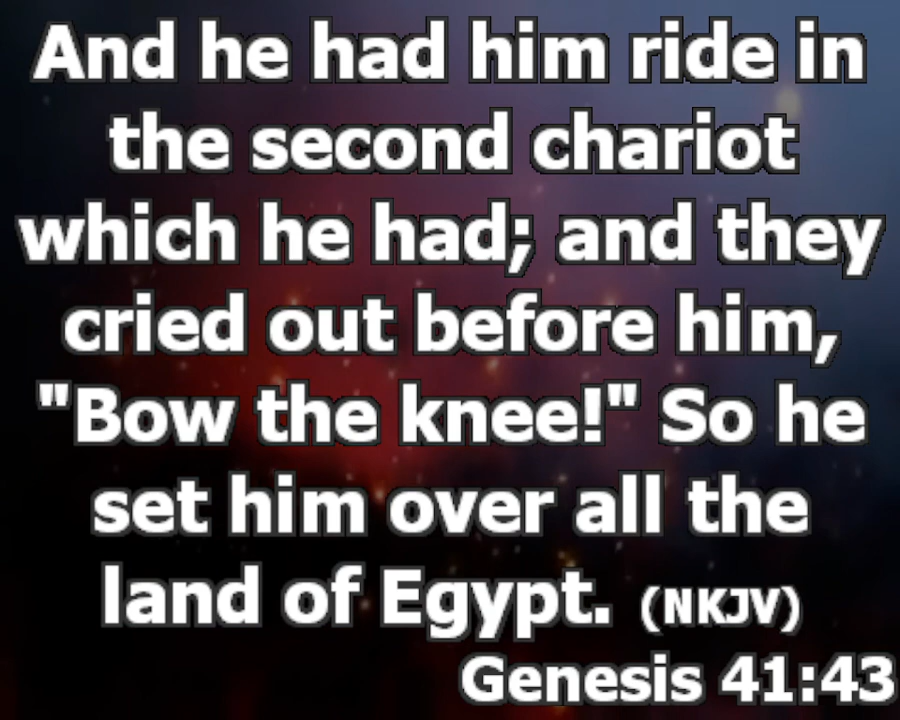 And he had him ride in
the second chariot
which he had; and they
cried out before him,
"Bow the knee!" So he
set him over all the
land of Egypt. (NKJV)
Genesis 41:43